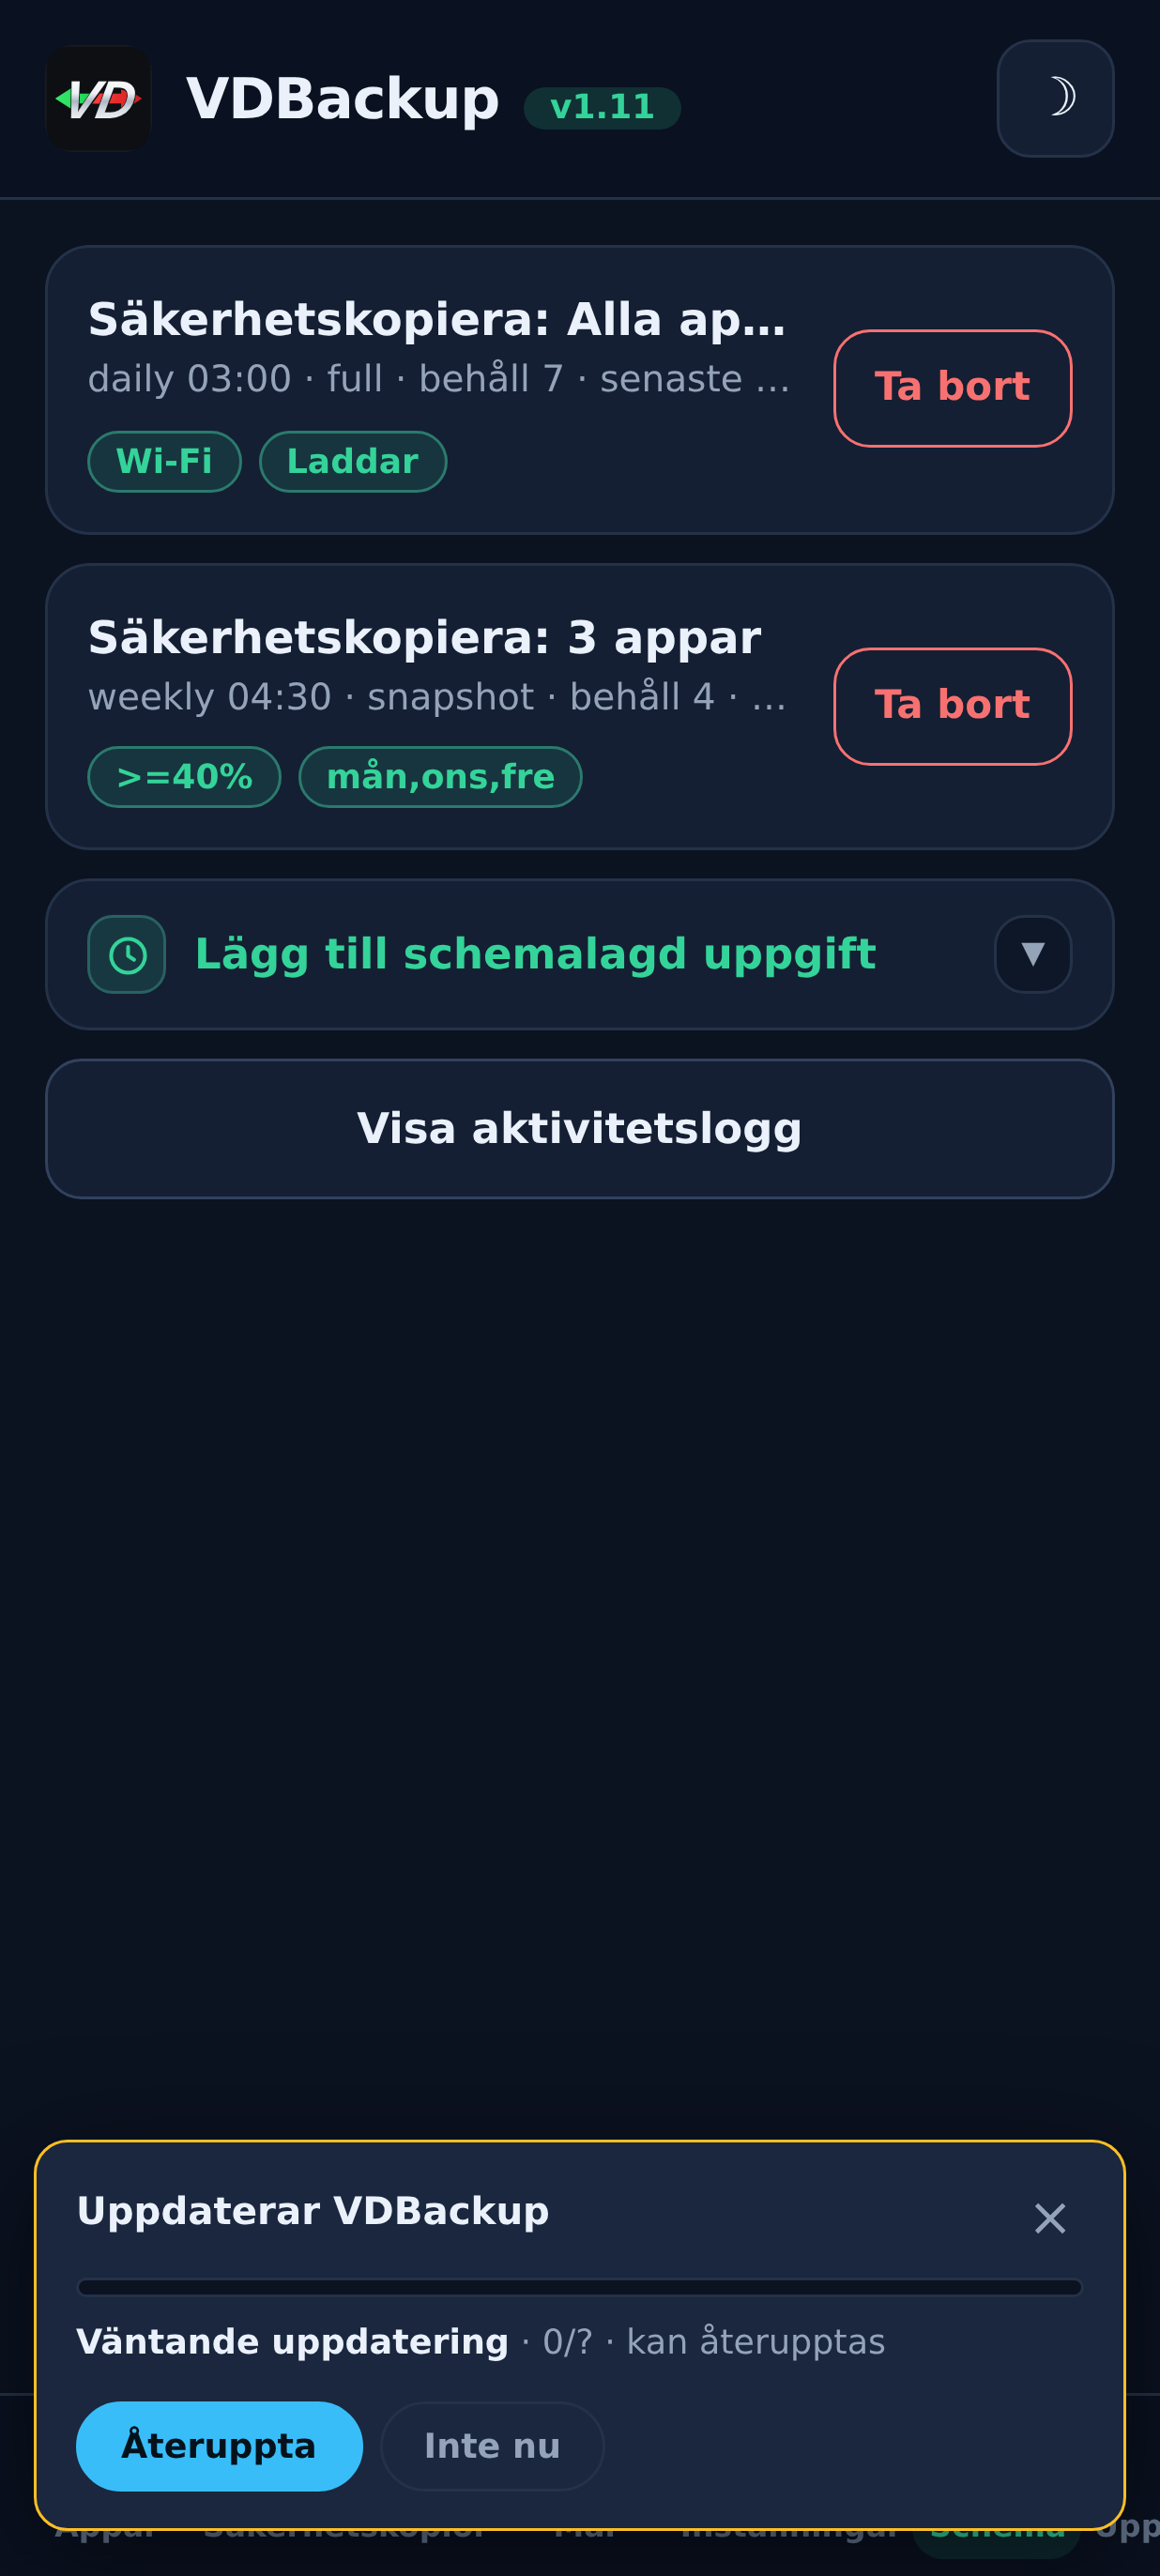 VD
VDBackup v1.11
Säkerhetskopiera: Alla ap...
daily 03:00 · full · behåll 7 · senaste ...
Wi-Fi Laddar
Ta bort
Säkerhetskopiera: 3 appar
weekly 04:30 · snapshot · behåll 4 · ...
>=40% mån,ons,fre
Ta bort
Lägg till schemalagd uppgift
Visa aktivitetslogg
Uppdaterar VDBackup
Väntande uppdatering · 0/? · kan återupptas
Återuppta Inte nu